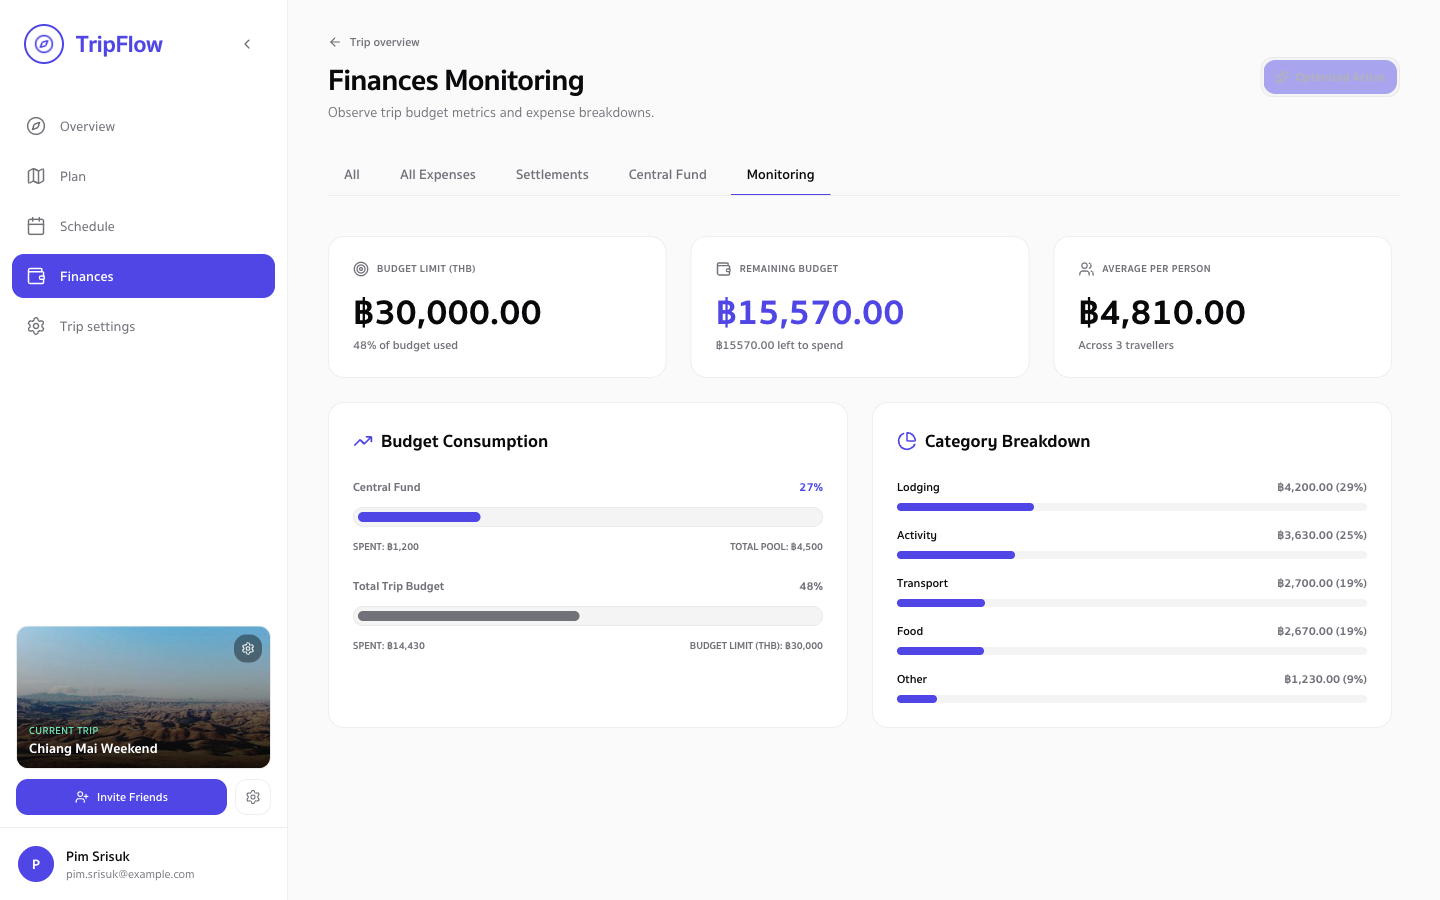 TripFlow
Overview
Plan
Schedule
Finances
Trip settings
CURRENT TRIP
Chiang Mai Weekend
Invite Friends
P
Pim Srisuk
pim.srisuk@example.com
Trip overview
Finances Monitoring
Observe trip budget metrics and expense breakdowns.
All
All Expenses
Settlements
Central Fund
Monitoring
BUDGET LIMIT (THB)
฿30,000.00
48% of budget used
REMAINING BUDGET
฿15,570.00
฿15570.00 left to spend
AVERAGE PER PERSON
฿4,810.00
Across 3 travellers
Budget Consumption
Central Fund 27%
SPENT: ฿1,200 TOTAL POOL: ฿4,500
Total Trip Budget 48%
SPENT: ฿14,430 BUDGET LIMIT (THB): ฿30,000
Category Breakdown
Lodging ฿4,200.00 (29%)
Activity ฿3,630.00 (25%)
Transport ฿2,700.00 (19%)
Food ฿2,670.00 (19%)
Other ฿1,230.00 (9%)